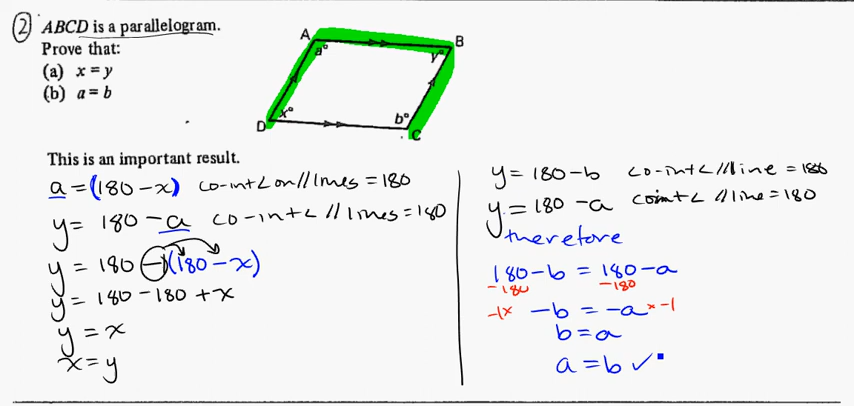 ② ABCD is a parallelogram.
Prove that:
(a) x = y
(b) a = b
A
B
a°
y°
x°
b°
D
C
This is an important result.
a = (180 - x) co-int∠ on // lines = 180
y = 180 - a co-int∠ // lines = 180
y = 180 - (180 - x)
y = 180 - 180 + x
y = x
x = y
y = 180 - b co-int∠ // line = 180
y = 180 - a coint∠ // line = 180
therefore
180 - b = 180 - a
-180 -180
-1× -b = -a × -1
b = a
a = b ✓